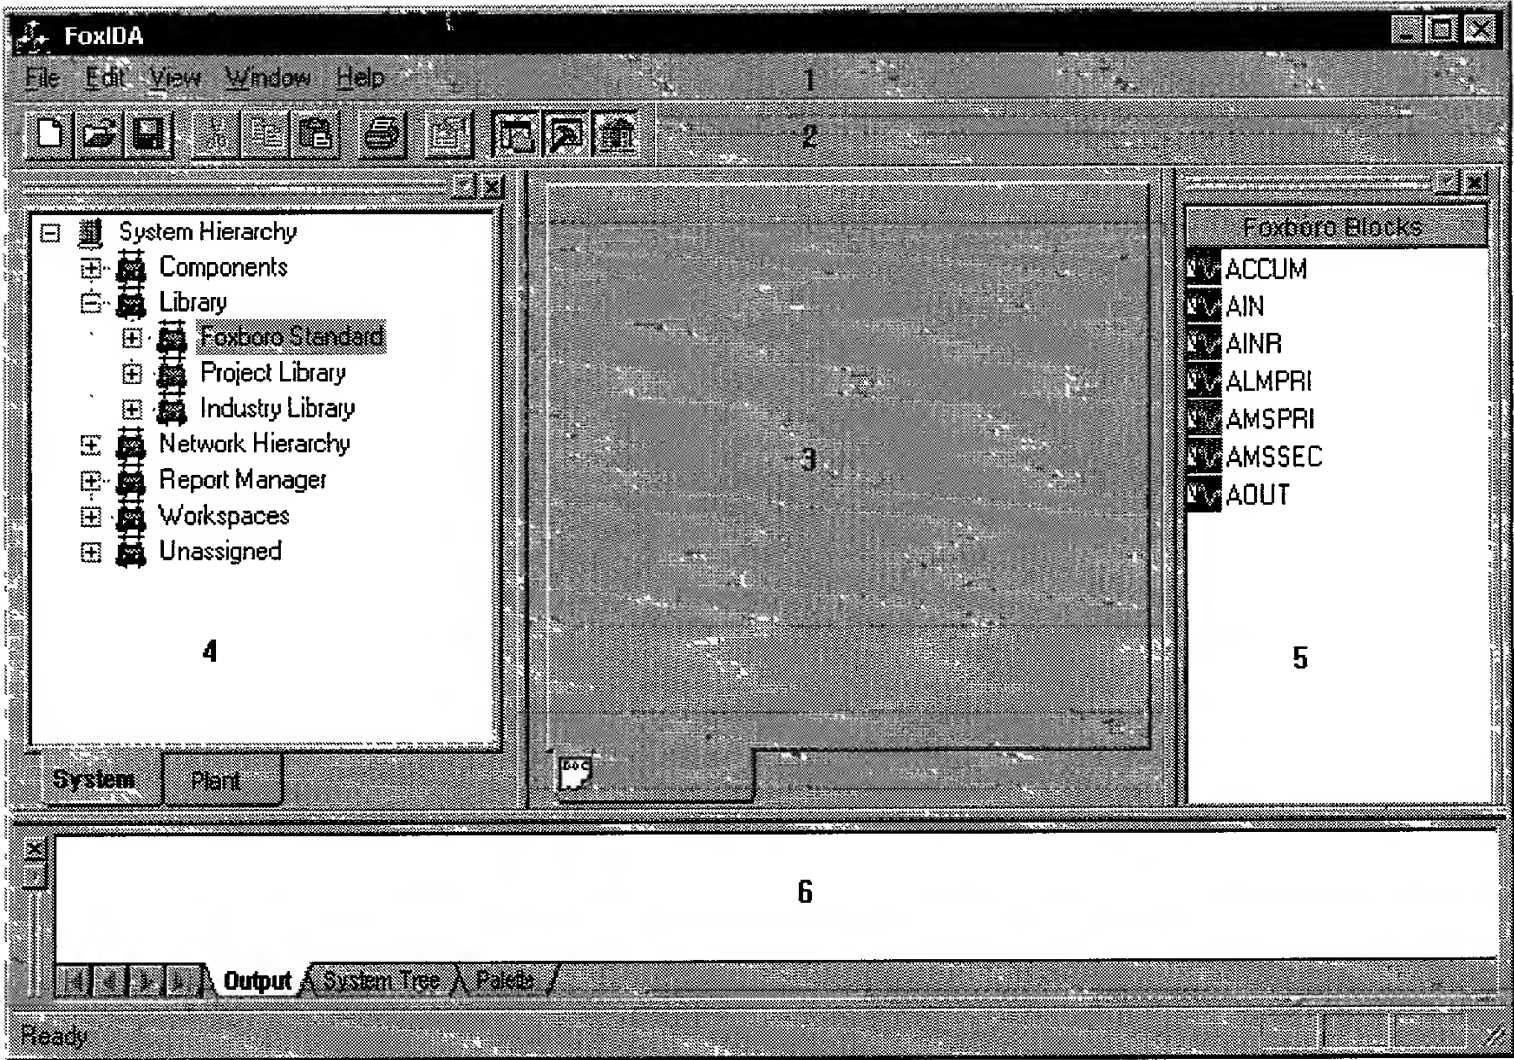 FoxIDA
File Edit View Window Help
1
2
System Hierarchy
Components
Library
Foxboro Standard
Project Library
Industry Library
Network Hierarchy
Report Manager
Workspaces
Unassigned
4
System Plant
3
DOC
Foxboro Blocks
ACCUM
AIN
AINR
ALMPRI
AMSPRI
AMSSEC
AOUT
5
6
Output System Tree Palette
Ready